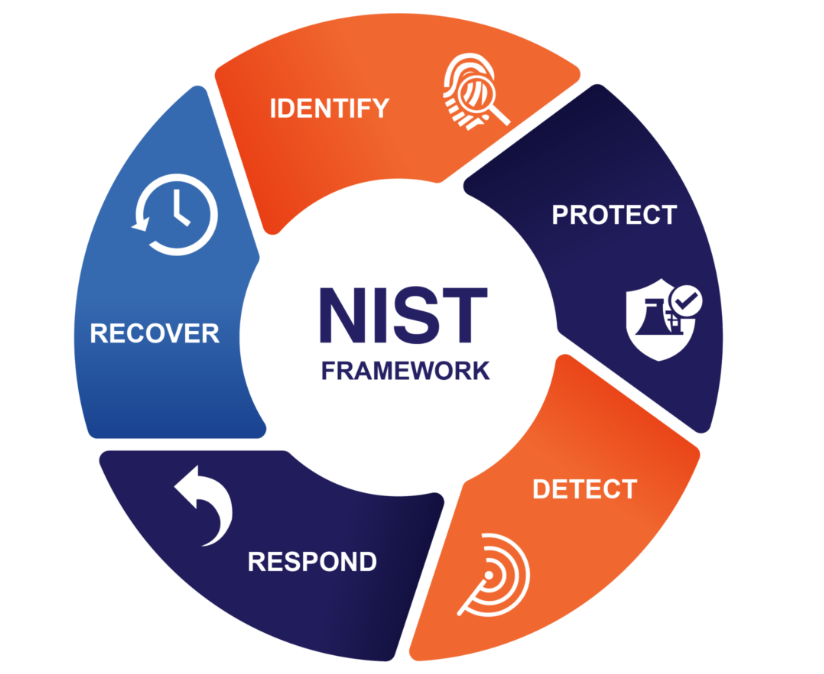 IDENTIFY
PROTECT
DETECT
RESPOND
RECOVER
NIST
FRAMEWORK